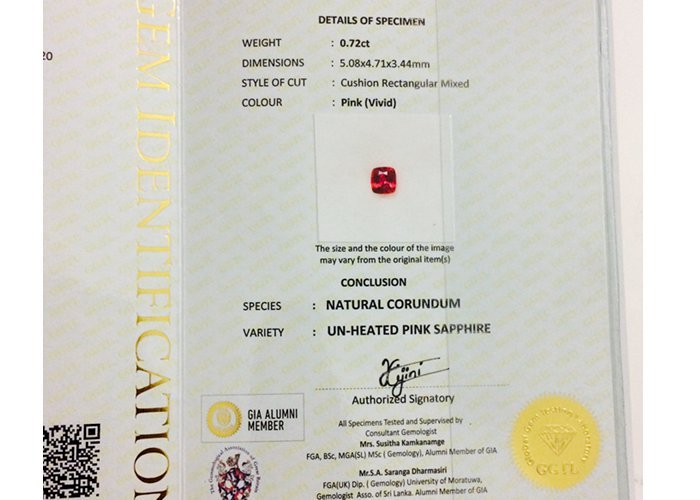 20
GEM IDENTIFICATION
DETAILS OF SPECIMEN
WEIGHT : 0.72ct
DIMENSIONS : 5.08x4.71x3.44mm
STYLE OF CUT : Cushion Rectangular Mixed
COLOUR : Pink (Vivid)
The size and the colour of the image
may vary from the original item(s)
CONCLUSION
SPECIES : NATURAL CORUNDUM
VARIETY : UN-HEATED PINK SAPPHIRE
Authorized Signatory
GIA ALUMNI
MEMBER
All Specimens Tested and Supervised by
Consultant Gemologist
Mrs. Susitha Kamkanamge
FGA, BSc, MGA(SL) MSc ( Gemology), Alumni Member of GIA
Mr.S.A. Saranga Dharmasiri
FGA(UK) Dip. ( Gemology) University of Moratuwa,
Gemologist Asso. of Sri Lanka. Alumni Member of GIA
GGTL